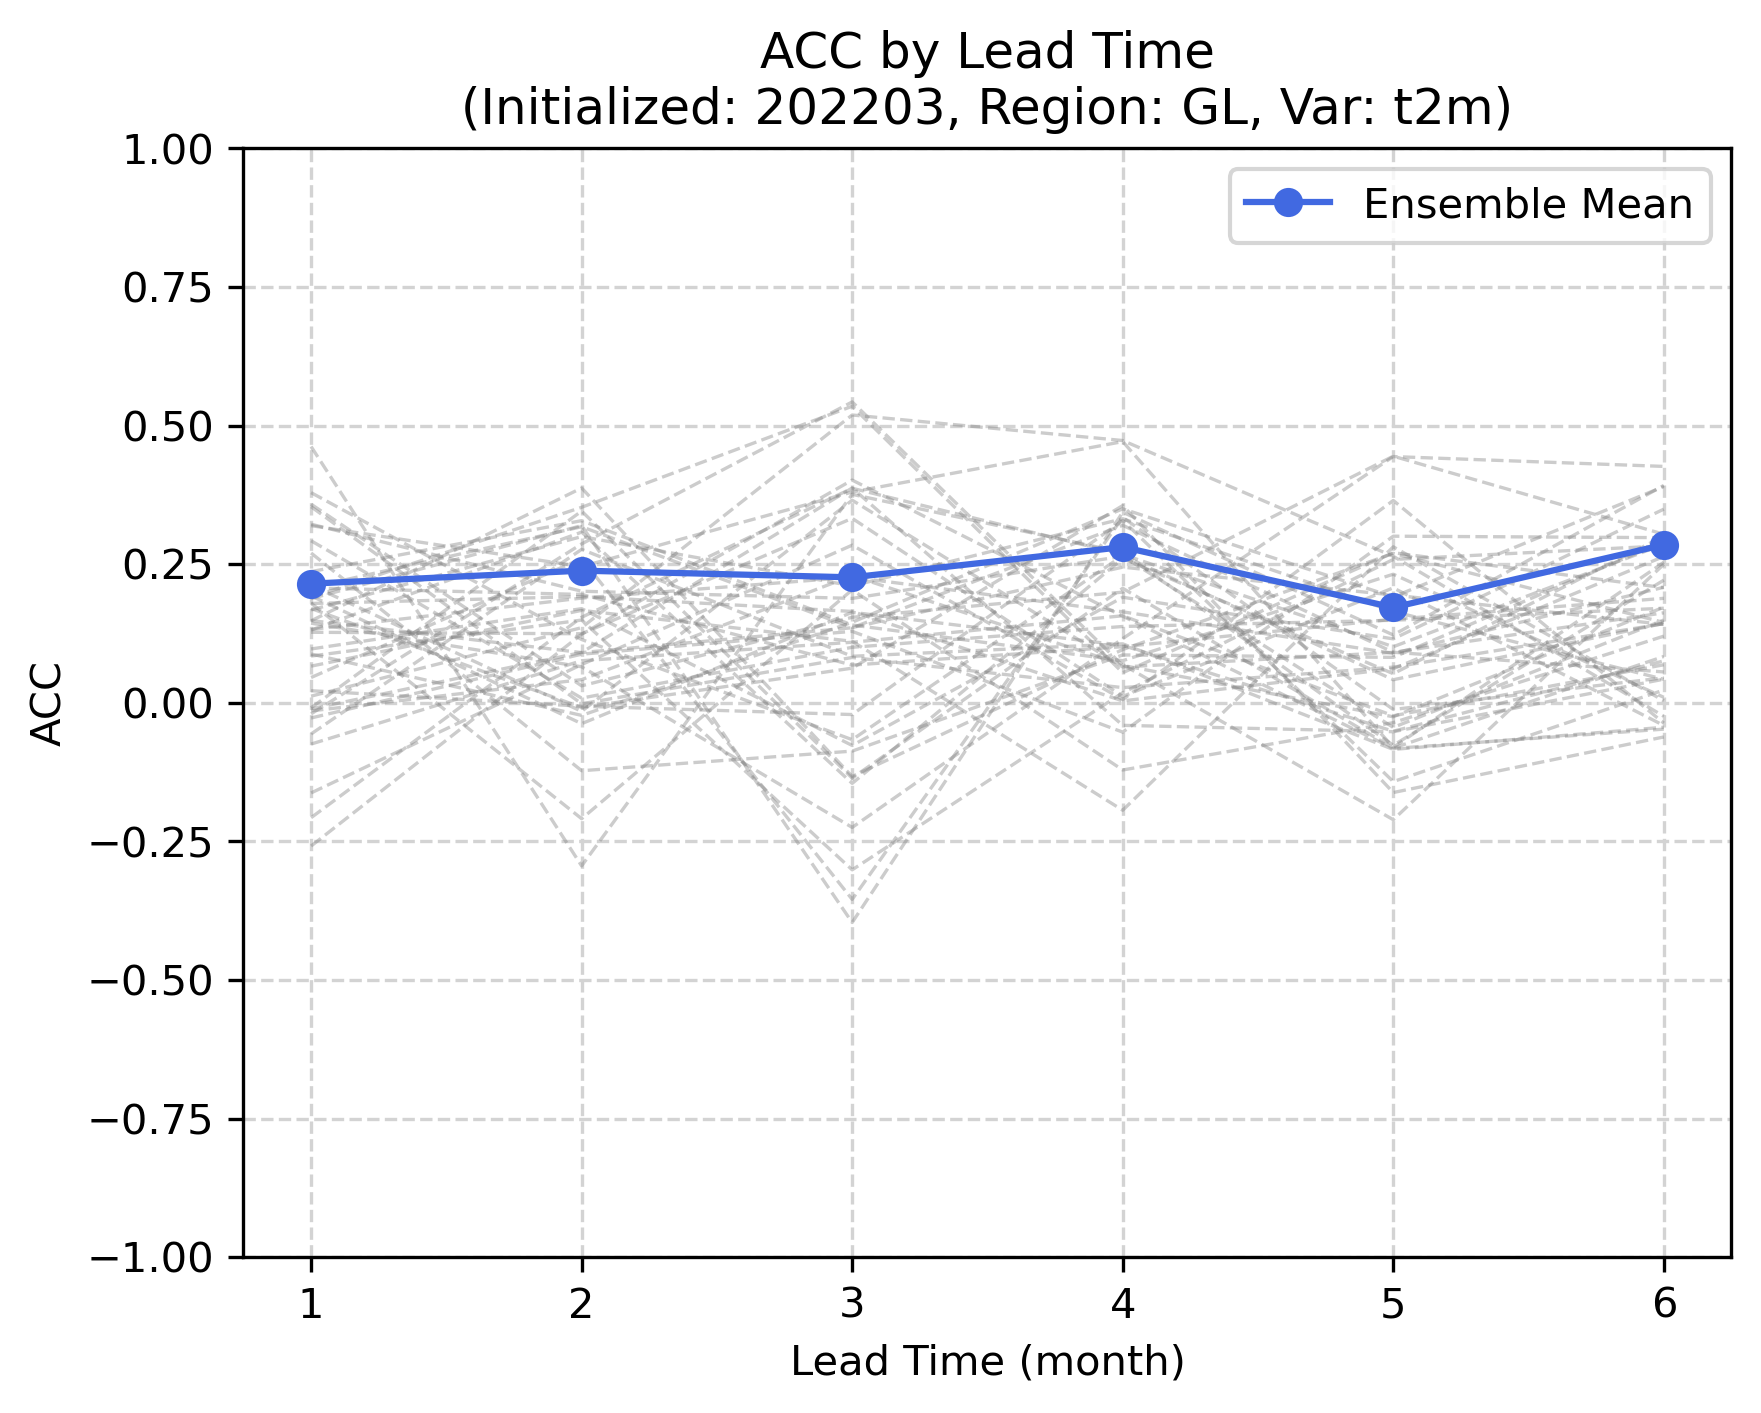 ACC by Lead Time
(Initialized: 202203, Region: GL, Var: t2m)
Ensemble Mean
1.00
0.75
0.50
0.25
0.00
−0.25
−0.50
−0.75
−1.00
ACC
1 2 3 4 5 6
Lead Time (month)